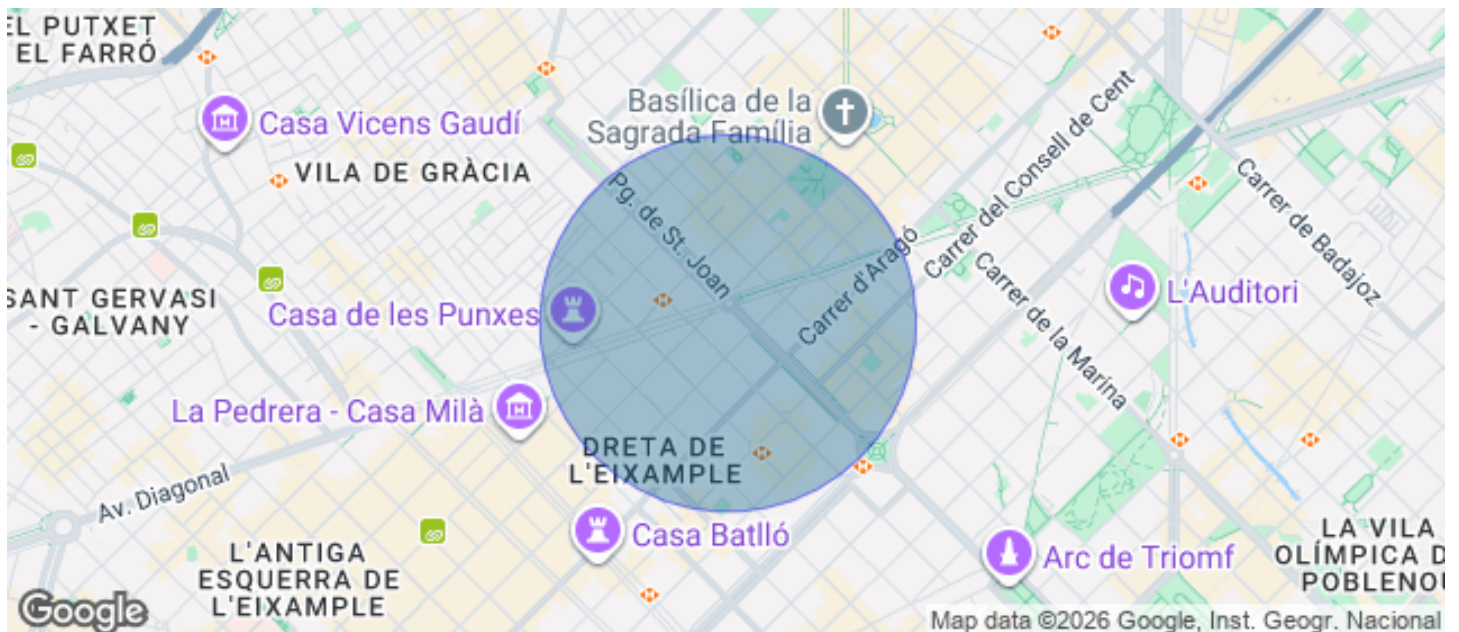 EL PUTXET
EL FARRÓ
Casa Vicens Gaudí
VILA DE GRÀCIA
Basílica de la
Sagrada Família
Pg. de St. Joan
Carrer del Consell de Cent
Carrer d'Aragó
Carrer de Badajoz
Carrer de la Marina
L'Auditori
SANT GERVASI
- GALVANY
Casa de les Punxes
La Pedrera - Casa Milà
DRETA DE
L'EIXAMPLE
Av. Diagonal
Casa Batlló
Arc de Triomf
L'ANTIGA
ESQUERRA DE
L'EIXAMPLE
LA VILA
OLÍMPICA D
POBLENOU
Google
Map data ©2026 Google, Inst. Geogr. Nacional